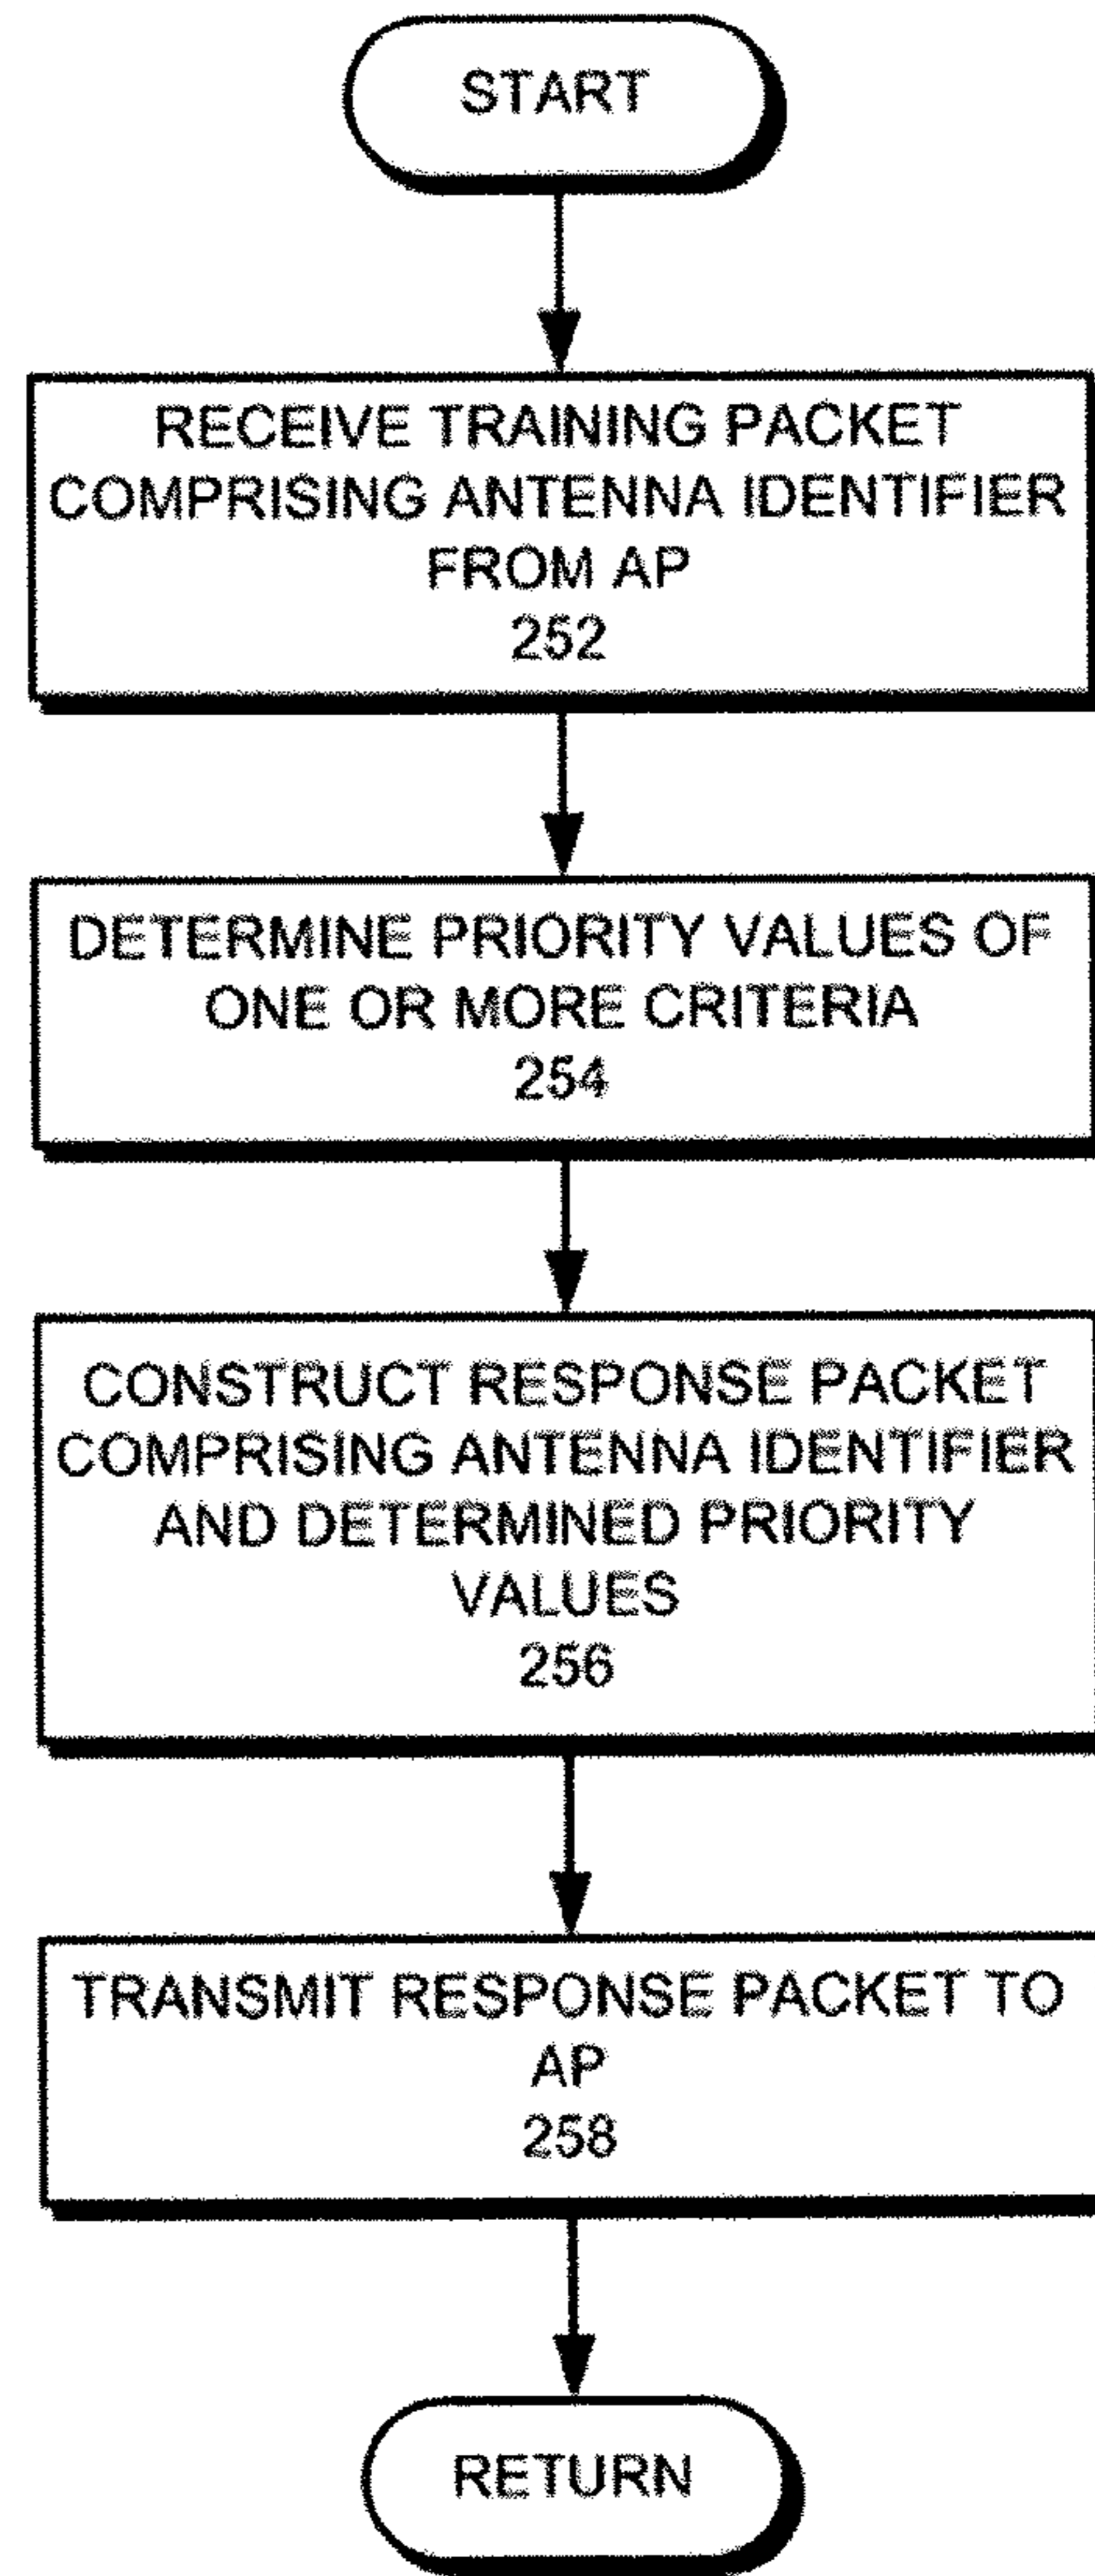 START
RECEIVE TRAINING PACKET
COMPRISING ANTENNA IDENTIFIER
FROM AP
252
DETERMINE PRIORITY VALUES OF
ONE OR MORE CRITERIA
254
CONSTRUCT RESPONSE PACKET
COMPRISING ANTENNA IDENTIFIER
AND DETERMINED PRIORITY
VALUES
256
TRANSMIT RESPONSE PACKET TO
AP
258
RETURN